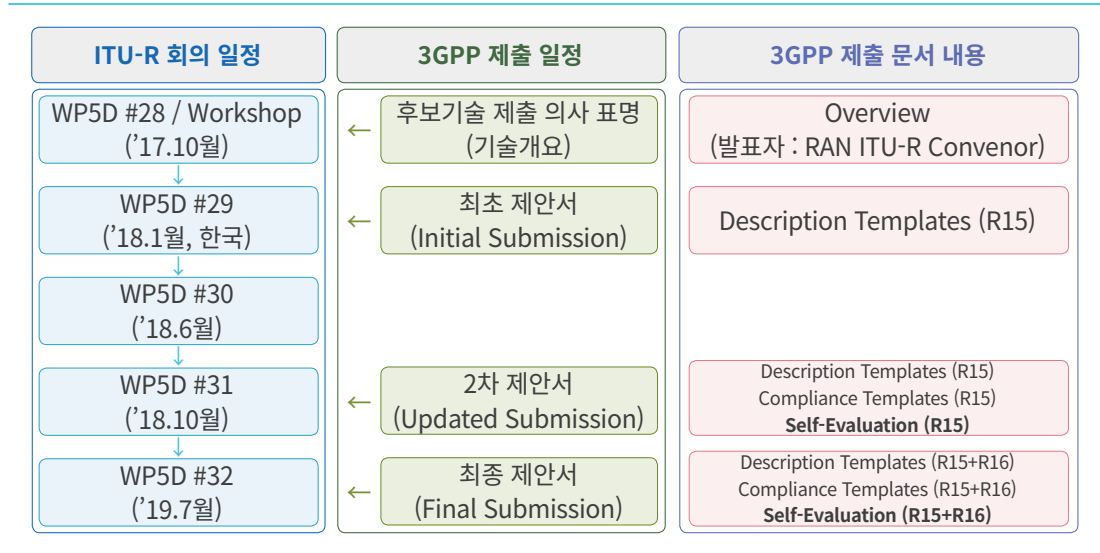 ITU-R 회의 일정
3GPP 제출 일정
3GPP 제출 문서 내용
WP5D #28 / Workshop
(’17.10월)
←
후보기술 제출 의사 표명
(기술개요)
Overview
(발표자 : RAN ITU-R Convenor)
↓
WP5D #29
(’18.1월, 한국)
←
최초 제안서
(Initial Submission)
Description Templates (R15)
↓
WP5D #30
(’18.6월)
↓
WP5D #31
(’18.10월)
←
2차 제안서
(Updated Submission)
Description Templates (R15)
Compliance Templates (R15)
Self-Evaluation (R15)
↓
WP5D #32
(’19.7월)
←
최종 제안서
(Final Submission)
Description Templates (R15+R16)
Compliance Templates (R15+R16)
Self-Evaluation (R15+R16)